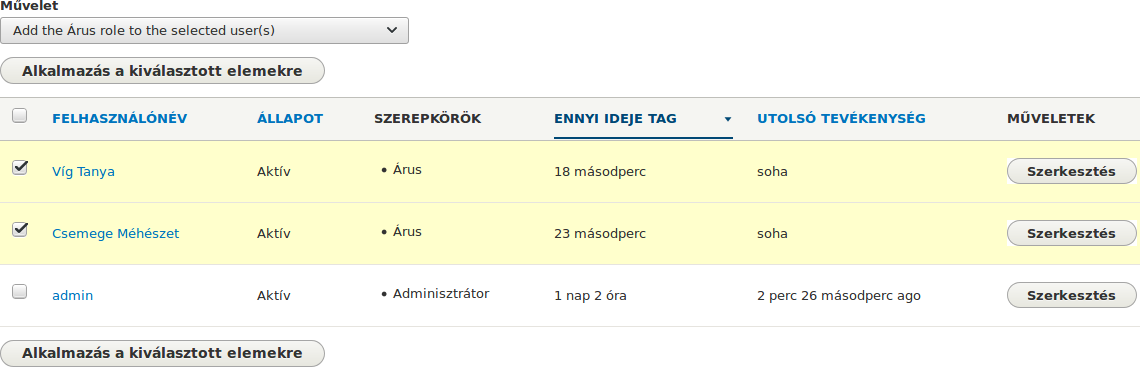 Művelet
Add the Árus role to the selected user(s)
Alkalmazás a kiválasztott elemekre
FELHASZNÁLÓNÉV ÁLLAPOT SZEREPKÖRÖK ENNYI IDEJE TAG UTOLSÓ TEVÉKENYSÉG MŰVELETEK
Víg Tanya Aktív • Árus 18 másodperc soha Szerkesztés
Csemege Méhészet Aktív • Árus 23 másodperc soha Szerkesztés
admin Aktív • Adminisztrátor 1 nap 2 óra 2 perc 26 másodperc ago Szerkesztés
Alkalmazás a kiválasztott elemekre